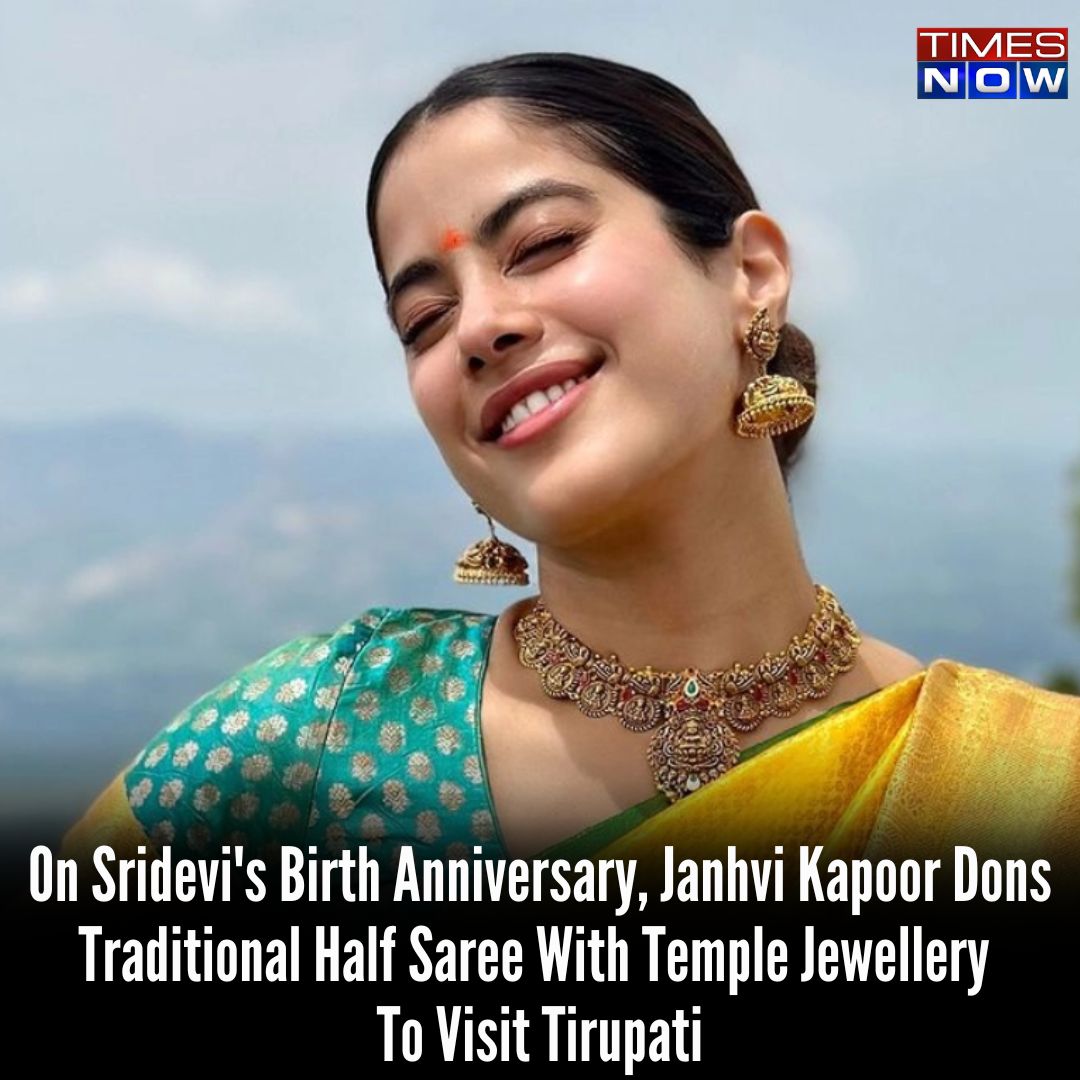 TIMES
NOW
On Sridevi's Birth Anniversary, Janhvi Kapoor Dons
Traditional Half Saree With Temple Jewellery
To Visit Tirupati